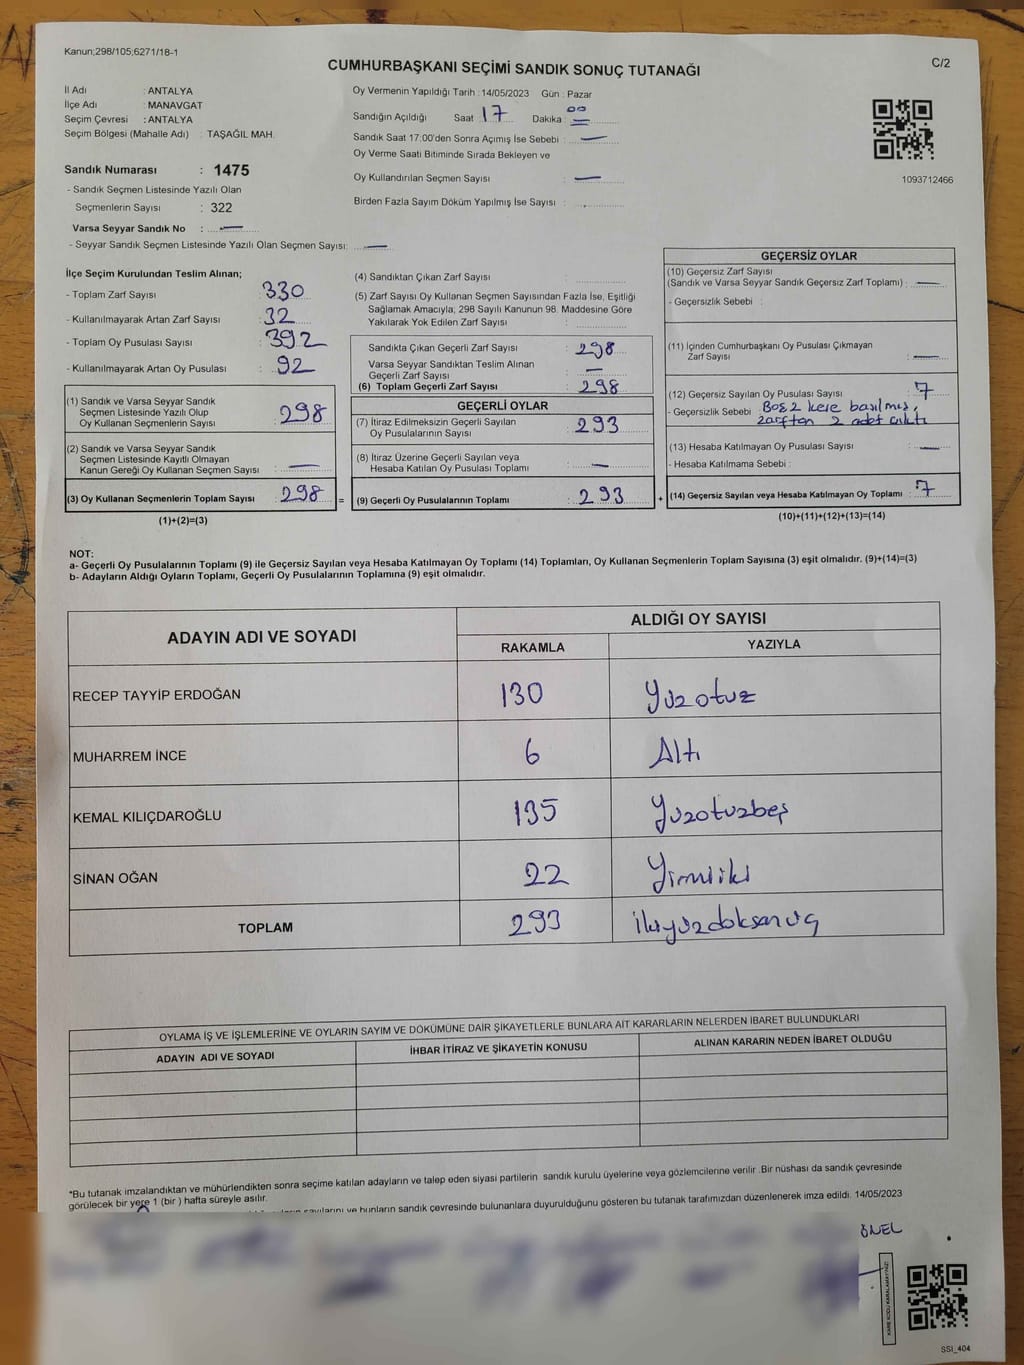 Kanun;298/105;6271/18-1
CUMHURBAŞKANI SEÇİMİ SANDIK SONUÇ TUTANAĞI
C/2
İl Adı : ANTALYA
İlçe Adı : MANAVGAT
Seçim Çevresi : ANTALYA
Seçim Bölgesi (Mahalle Adı) : TAŞAĞIL MAH.
Sandık Numarası : 1475
- Sandık Seçmen Listesinde Yazılı Olan
Seçmenlerin Sayısı : 322
Varsa Seyyar Sandık No : —
- Seyyar Sandık Seçmen Listesinde Yazılı Olan Seçmen Sayısı: —
Oy Vermenin Yapıldığı Tarih : 14/05/2023 Gün : Pazar
Sandığın Açıldığı Saat 17 Dakika : 00
Sandık Saat 17:00'den Sonra Açımış İse Sebebi : —
Oy Verme Saati Bitiminde Sırada Bekleyen ve
Oy Kullandırılan Seçmen Sayısı : —
Birden Fazla Sayım Döküm Yapılmış İse Sayısı :
1093712466
İlçe Seçim Kurulundan Teslim Alınan;
- Toplam Zarf Sayısı : 330
- Kullanılmayarak Artan Zarf Sayısı : 32
- Toplam Oy Pusulası Sayısı : 392
- Kullanılmayarak Artan Oy Pusulası : 92
(1) Sandık ve Varsa Seyyar Sandık
Seçmen Listesinde Yazılı Olup
Oy Kullanan Seçmenlerin Sayısı : 298
(2) Sandık ve Varsa Seyyar Sandık
Seçmen Listesinde Kayıtlı Olmayan
Kanun Gereği Oy Kullanan Seçmen Sayısı : —
(3) Oy Kullanan Seçmenlerin Toplam Sayısı : 298 =
(1)+(2)=(3)
(4) Sandıktan Çıkan Zarf Sayısı :
(5) Zarf Sayısı Oy Kullanan Seçmen Sayısından Fazla İse, Eşitliği
Sağlamak Amacıyla; 298 Sayılı Kanunun 98. Maddesine Göre
Yakılarak Yok Edilen Zarf Sayısı :
Sandıkta Çıkan Geçerli Zarf Sayısı : 298
Varsa Seyyar Sandıktan Teslim Alınan
Geçerli Zarf Sayısı : —
(6) Toplam Geçerli Zarf Sayısı : 298
GEÇERLİ OYLAR
(7) İtiraz Edilmeksizin Geçerli Sayılan
Oy Pusulalarının Sayısı : 293
(8) İtiraz Üzerine Geçerli Sayılan veya
Hesaba Katılan Oy Pusulası Toplamı : —
(9) Geçerli Oy Pusulalarının Toplamı : 293 +
GEÇERSİZ OYLAR
(10) Geçersiz Zarf Sayısı
(Sandık ve Varsa Seyyar Sandık Geçersiz Zarf Toplamı) : —
- Geçersizlik Sebebi :
(11) İçinden Cumhurbaşkanı Oy Pusulası Çıkmayan
Zarf Sayısı : —
(12) Geçersiz Sayılan Oy Pusulası Sayısı : 7
- Geçersizlik Sebebi : Boş 2 kere basılmış,
zarftan 2 adet çıktı
(13) Hesaba Katılmayan Oy Pusulası Sayısı : —
- Hesaba Katılmama Sebebi :
(14) Geçersiz Sayılan veya Hesaba Katılmayan Oy Toplamı : 7
(10)+(11)+(12)+(13)=(14)
NOT:
a- Geçerli Oy Pusulalarının Toplamı (9) ile Geçersiz Sayılan veya Hesaba Katılmayan Oy Toplamı (14) Toplamları, Oy Kullanan Seçmenlerin Toplam Sayısına (3) eşit olmalıdır. (9)+(14)=(3)
b- Adayların Aldığı Oyların Toplamı, Geçerli Oy Pusulalarının Toplamına (9) eşit olmalıdır.
ADAYIN ADI VE SOYADI
ALDIĞI OY SAYISI
RAKAMLA YAZIYLA
RECEP TAYYİP ERDOĞAN 130 Yüzotuz
MUHARREM İNCE 6 Altı
KEMAL KILIÇDAROĞLU 135 Yüzotuzbeş
SİNAN OĞAN 22 Yirmiiki
TOPLAM 293 ikiyüzdoksanüç
OYLAMA İŞ VE İŞLEMLERİNE VE OYLARIN SAYIM VE DÖKÜMÜNE DAİR ŞİKAYETLERLE BUNLARA AİT KARARLARIN NELERDEN İBARET BULUNDUKLARI
ADAYIN ADI VE SOYADI İHBAR İTİRAZ VE ŞİKAYETİN KONUSU ALINAN KARARIN NEDEN İBARET OLDUĞU
*Bu tutanak imzalandıktan ve mühürlendikten sonra seçime katılan adayların ve talep eden siyasi partilerin sandık kurulu üyelerine veya gözlemcilerine verilir .Bir nüshası da sandık çevresinde
görülecek bir yere 1 (bir ) hafta süreyle asılır.
sayılarını ve bunların sandık çevresinde bulunanlara duyurulduğunu gösteren bu tutanak tarafımızdan düzenlenerek imza edildi. 14/05/2023
ÖNEL
KARE KODU KARALAMAYINIZ
SSI_404